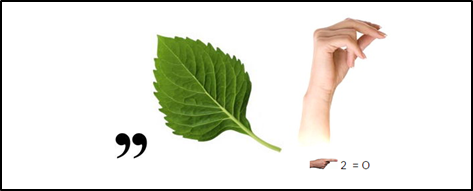 ,,
2 = O